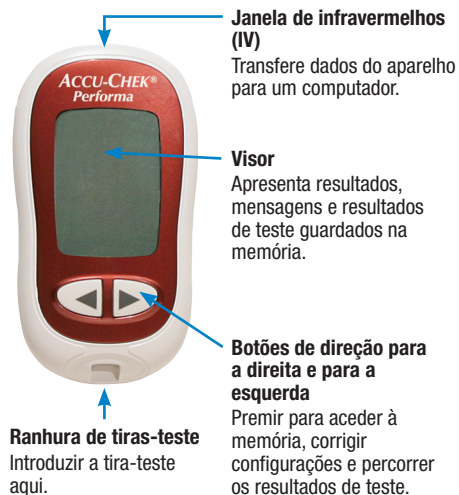 Janela de infravermelhos
(IV)
Transfere dados do aparelho
para um computador.
ACCU-CHEK®
Performa
Visor
Apresenta resultados,
mensagens e resultados
de teste guardados na
memória.
Botões de direção para
a direita e para a
esquerda
Premir para aceder à
memória, corrigir
configurações e percorrer
os resultados de teste.
Ranhura de tiras-teste
Introduzir a tira-teste
aqui.